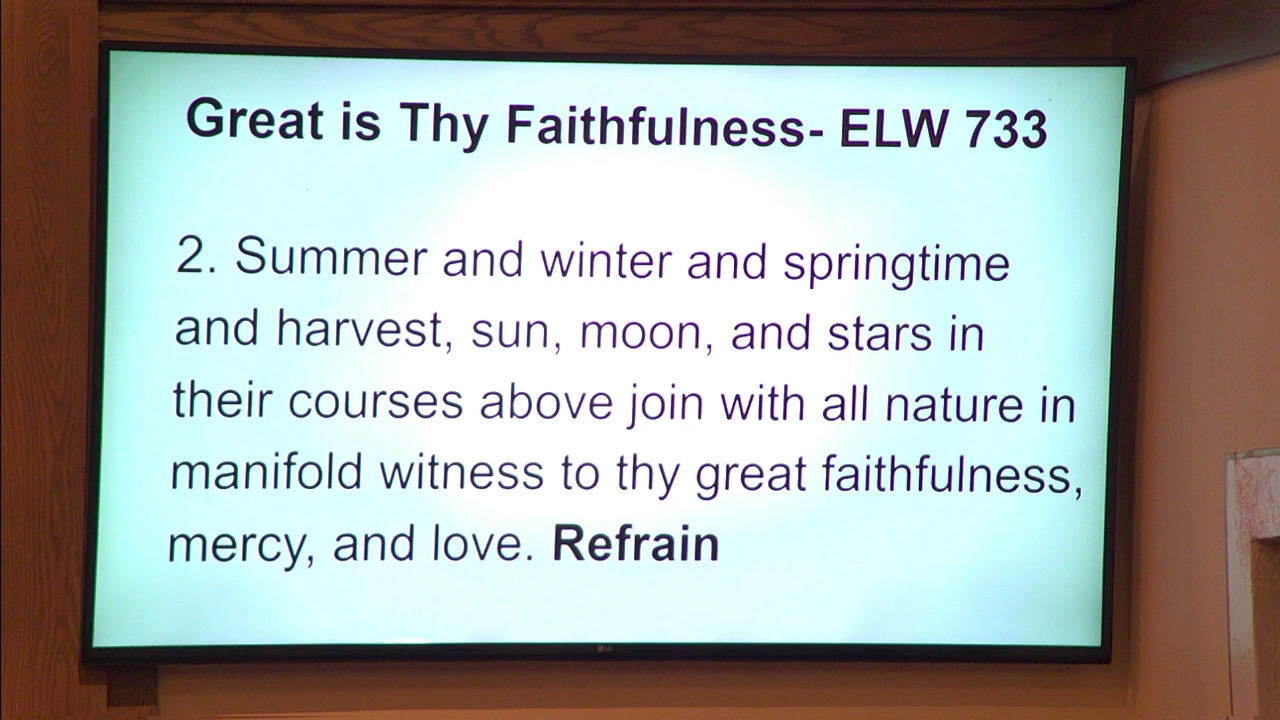 Great is Thy Faithfulness- ELW 733
2. Summer and winter and springtime
and harvest, sun, moon, and stars in
their courses above join with all nature in
manifold witness to thy great faithfulness,
mercy, and love. Refrain
LG